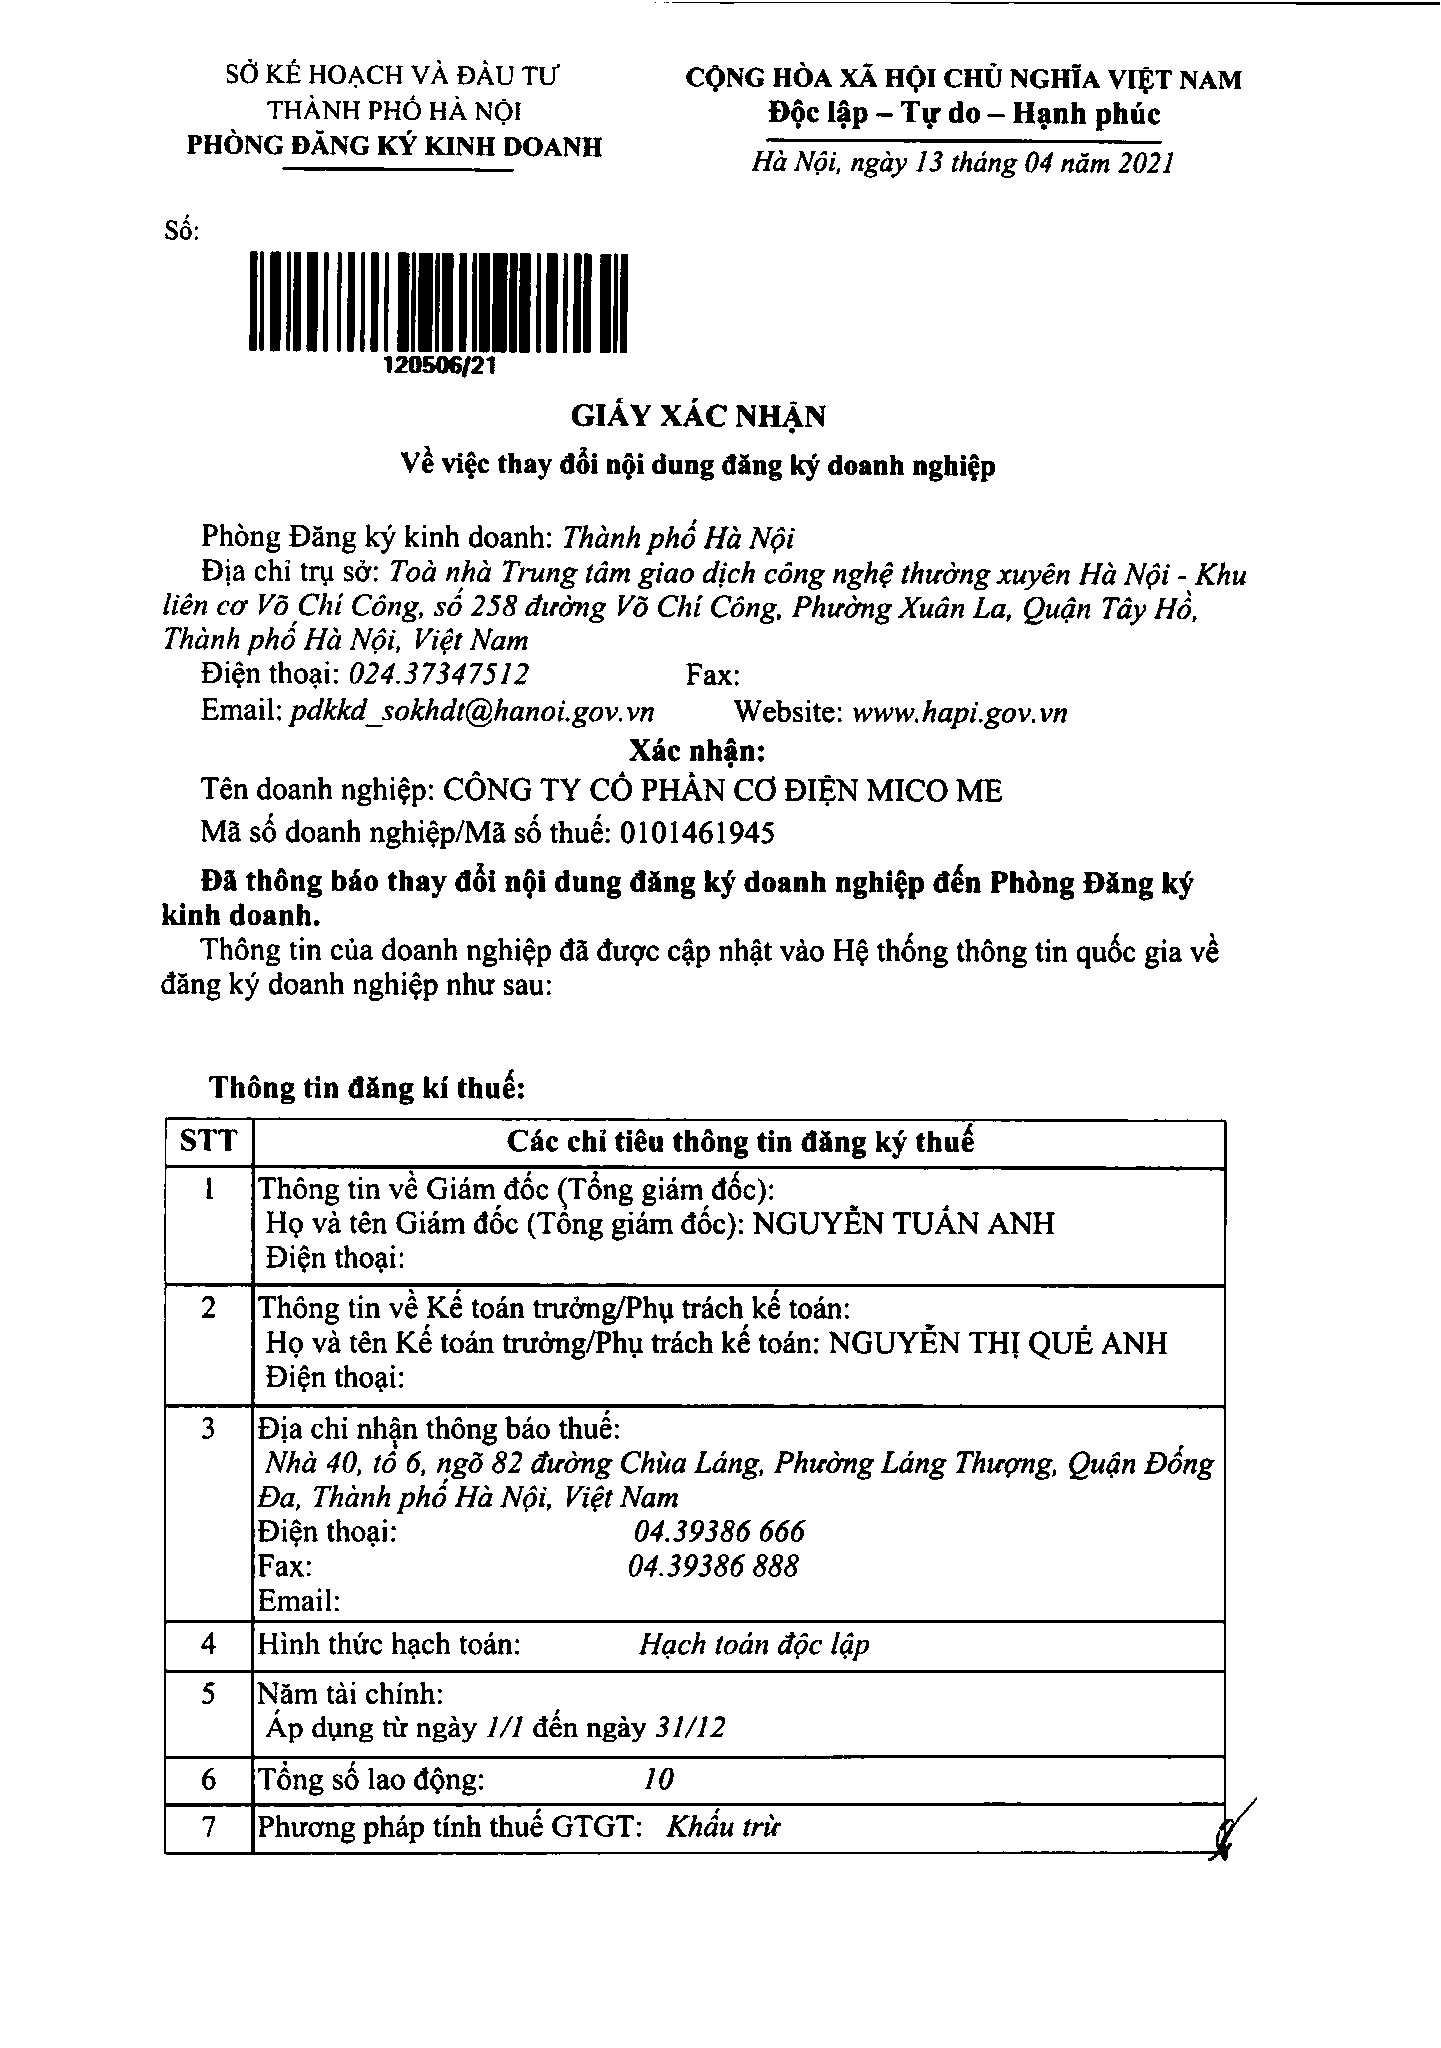 SỞ KẾ HOẠCH VÀ ĐẦU TƯ
THÀNH PHỐ HÀ NỘI
PHÒNG ĐĂNG KÝ KINH DOANH
CỘNG HÒA XÃ HỘI CHỦ NGHĨA VIỆT NAM
Độc lập – Tự do – Hạnh phúc
Hà Nội, ngày 13 tháng 04 năm 2021
Số:
120506/21
GIẤY XÁC NHẬN
Về việc thay đổi nội dung đăng ký doanh nghiệp
Phòng Đăng ký kinh doanh: Thành phố Hà Nội
Địa chỉ trụ sở: Toà nhà Trung tâm giao dịch công nghệ thường xuyên Hà Nội - Khu
liên cơ Võ Chí Công, số 258 đường Võ Chí Công, Phường Xuân La, Quận Tây Hồ,
Thành phố Hà Nội, Việt Nam
Điện thoại: 024.37347512 Fax:
Email: pdkkd_sokhdt@hanoi.gov.vn Website: www.hapi.gov.vn
Xác nhận:
Tên doanh nghiệp: CÔNG TY CỔ PHẦN CƠ ĐIỆN MICO ME
Mã số doanh nghiệp/Mã số thuế: 0101461945
Đã thông báo thay đổi nội dung đăng ký doanh nghiệp đến Phòng Đăng ký
kinh doanh.
Thông tin của doanh nghiệp đã được cập nhật vào Hệ thống thông tin quốc gia về
đăng ký doanh nghiệp như sau:
Thông tin đăng kí thuế:
STT Các chỉ tiêu thông tin đăng ký thuế
1 Thông tin về Giám đốc (Tổng giám đốc):
Họ và tên Giám đốc (Tổng giám đốc): NGUYỄN TUẤN ANH
Điện thoại:
2 Thông tin về Kế toán trưởng/Phụ trách kế toán:
Họ và tên Kế toán trưởng/Phụ trách kế toán: NGUYỄN THỊ QUẾ ANH
Điện thoại:
3 Địa chỉ nhận thông báo thuế:
Nhà 40, tổ 6, ngõ 82 đường Chùa Láng, Phường Láng Thượng, Quận Đống
Đa, Thành phố Hà Nội, Việt Nam
Điện thoại: 04.39386 666
Fax: 04.39386 888
Email:
4 Hình thức hạch toán: Hạch toán độc lập
5 Năm tài chính:
Áp dụng từ ngày 1/1 đến ngày 31/12
6 Tổng số lao động: 10
7 Phương pháp tính thuế GTGT: Khấu trừ